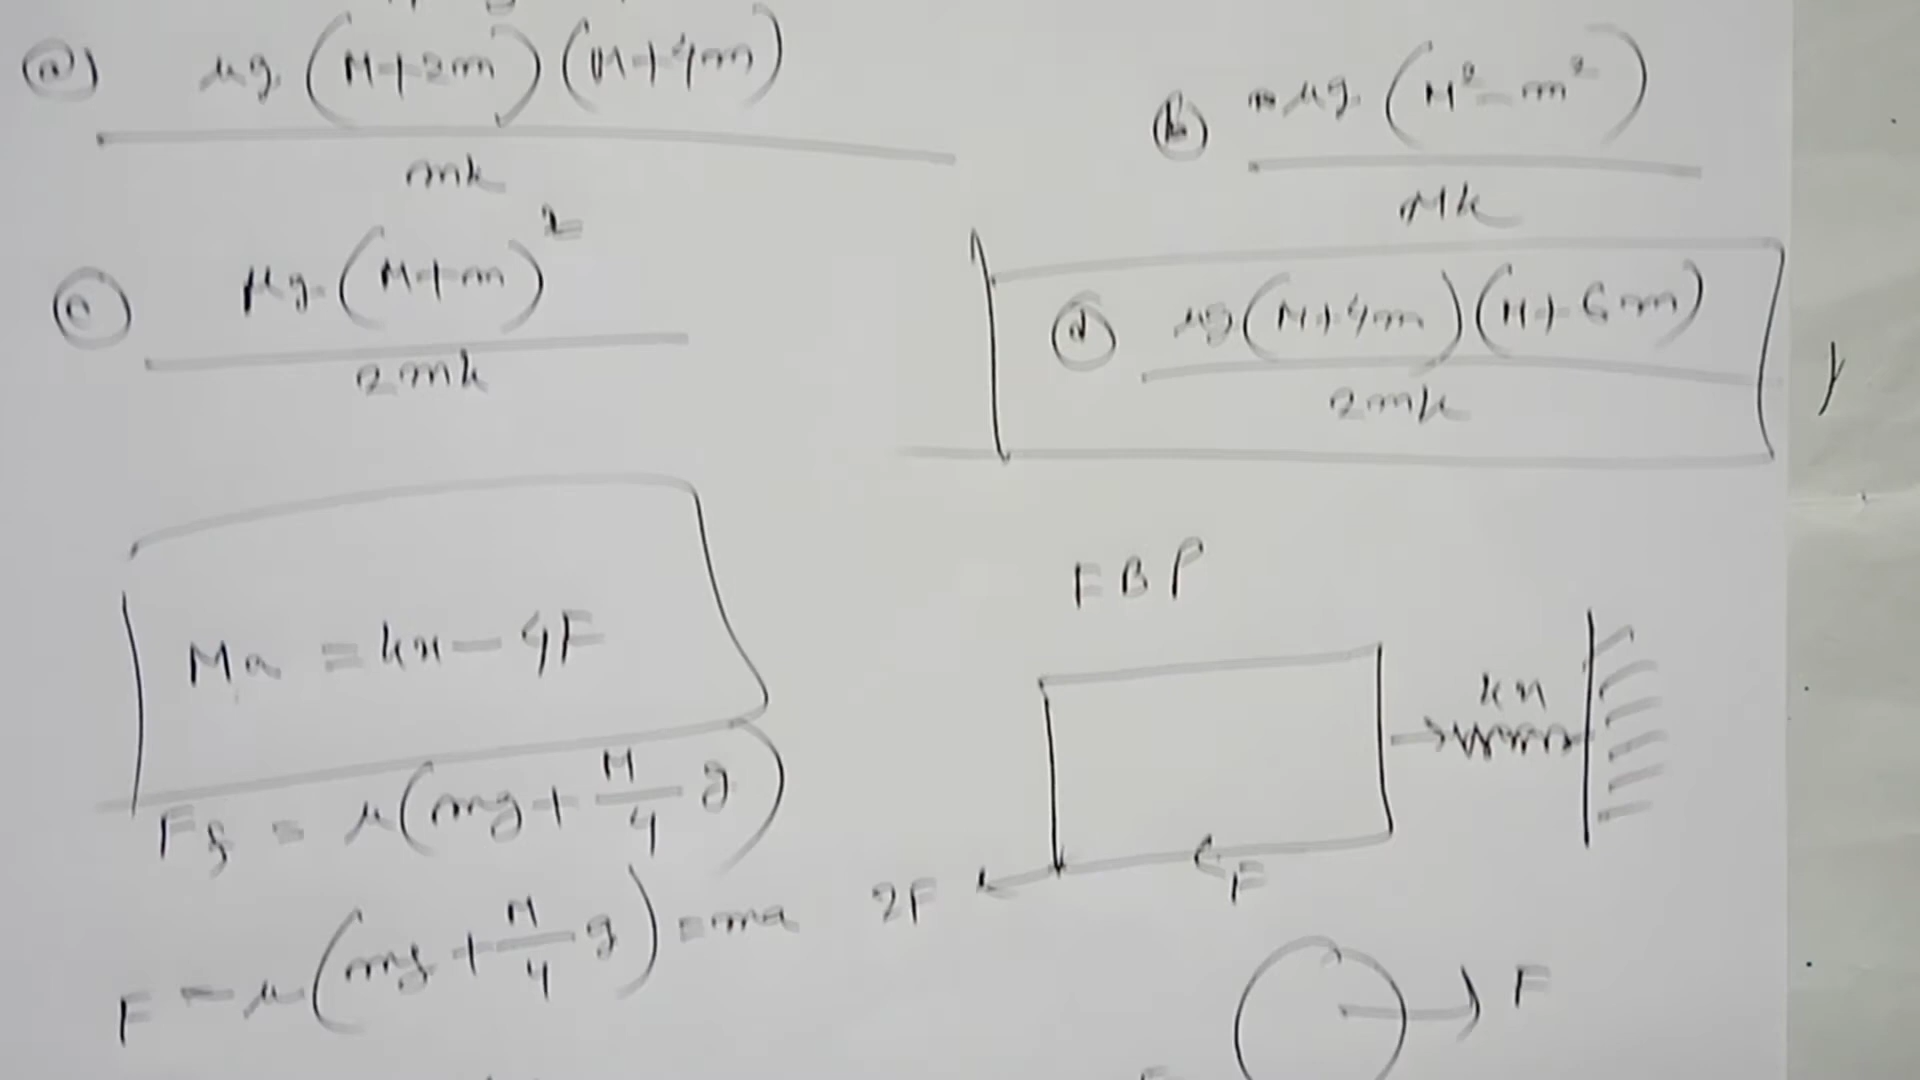 (a) μg (M+2m) (M+4m)
mk
(b) μg (M² - m²)
Mk
(c) μg (M+m)²
2mk
(d) μg (M+4m) (M+6m)
2mk
FBP
Ma = kx - 4F
kx
Ff = μ(mg + M/4 g)
F
2F
F - μ(mg + M/4 g) = ma
F